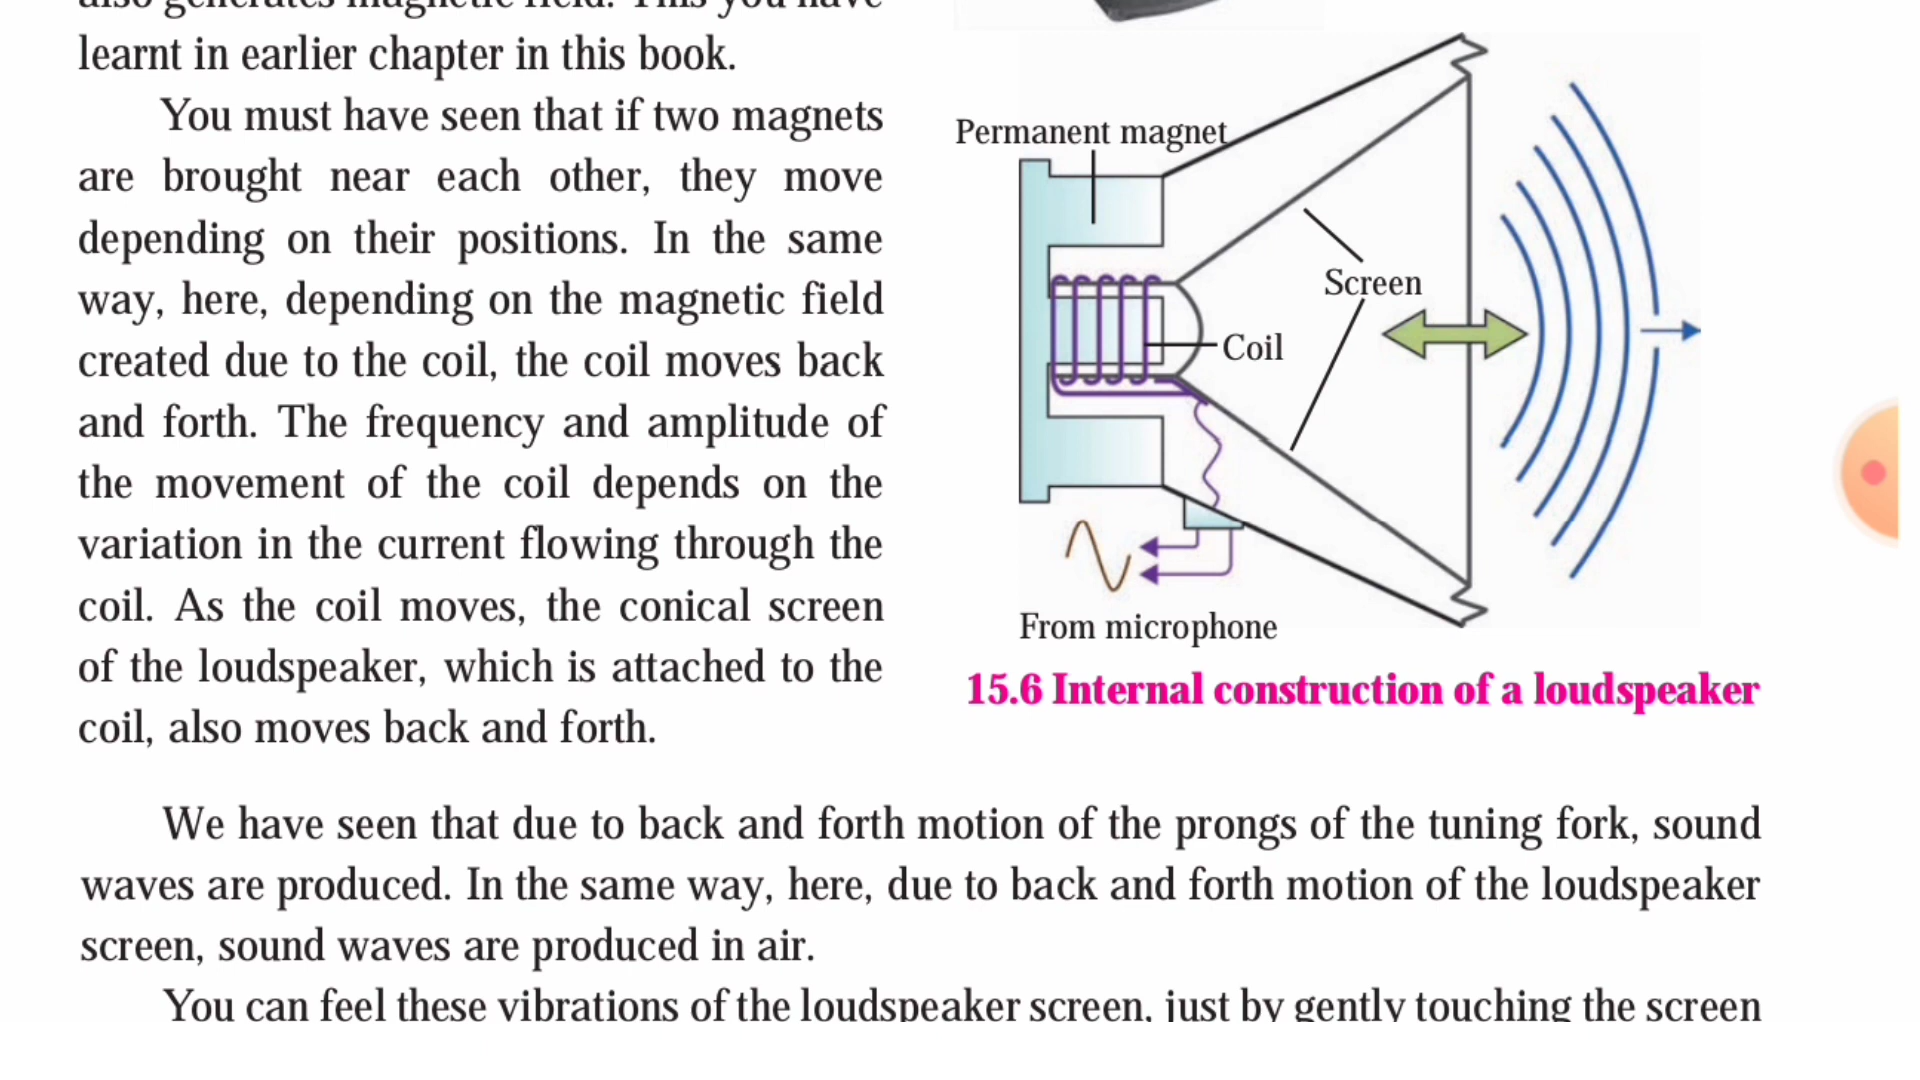 also generates magnetic field. This you have
learnt in earlier chapter in this book.
You must have seen that if two magnets
are brought near each other, they move
depending on their positions. In the same
way, here, depending on the magnetic field
created due to the coil, the coil moves back
and forth. The frequency and amplitude of
the movement of the coil depends on the
variation in the current flowing through the
coil. As the coil moves, the conical screen
of the loudspeaker, which is attached to the
coil, also moves back and forth.
Permanent magnet
Screen
Coil
From microphone
15.6 Internal construction of a loudspeaker
We have seen that due to back and forth motion of the prongs of the tuning fork, sound
waves are produced. In the same way, here, due to back and forth motion of the loudspeaker
screen, sound waves are produced in air.
You can feel these vibrations of the loudspeaker screen, just by gently touching the screen